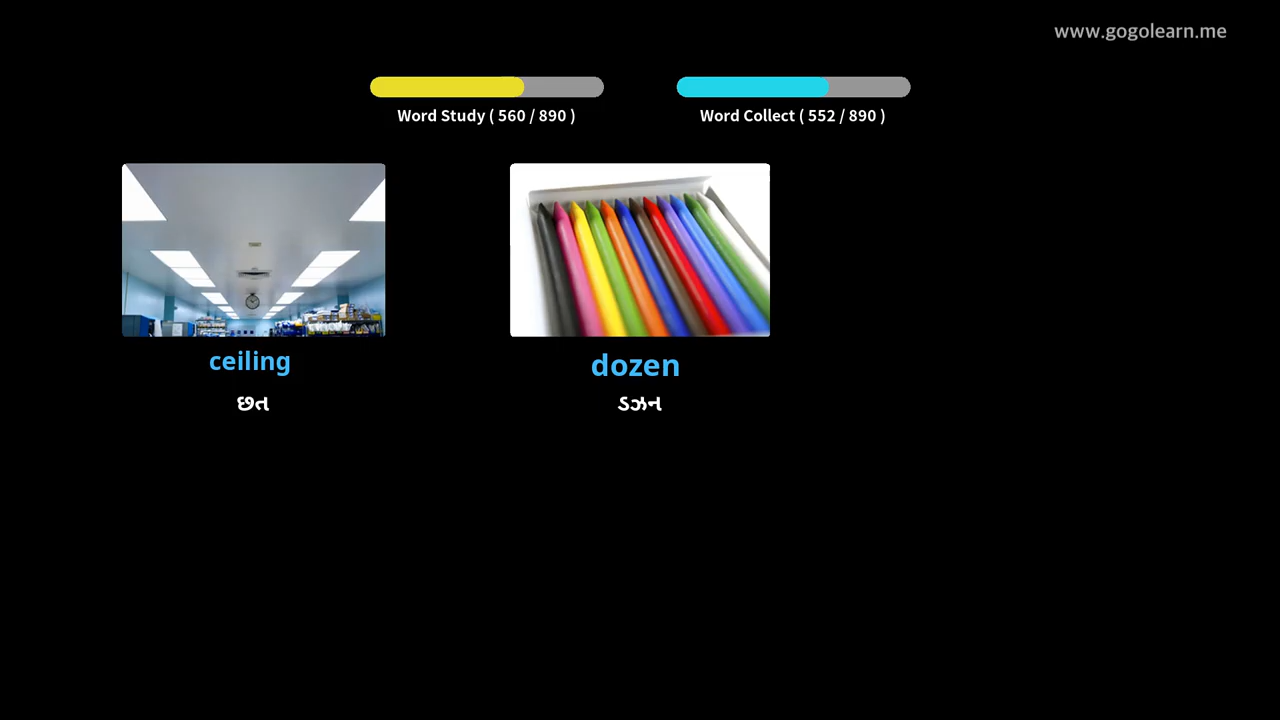 www.gogolearn.me
Word Study ( 560 / 890 )
Word Collect ( 552 / 890 )
ceiling
dozen
છત
ડઝન